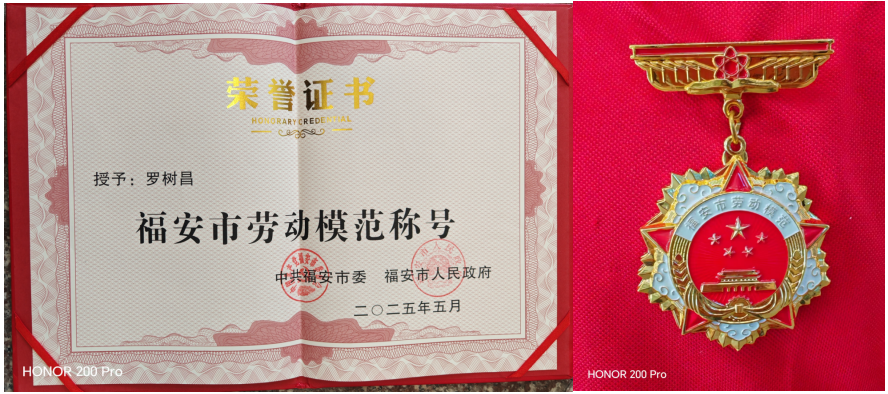 荣誉证书
HONORARY CREDENTIAL
授予：罗树昌
福安市劳动模范称号
中共福安市委 福安市人民政府
二〇二五年五月
HONOR 200 Pro
福安市劳动模范
HONOR 200 Pro